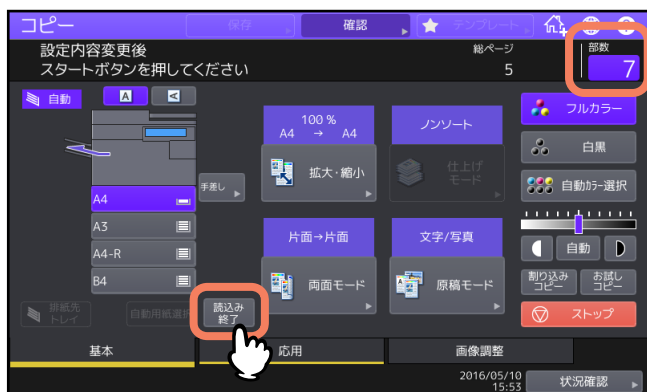 コピー
保存
確認
テンプレート
設定内容変更後
スタートボタンを押してください
総ページ
5
部数
7
自動
A
A
100 %
A4 → A4
ノンソート
フルカラー
拡大・縮小
仕上げ
モード
白黒
手差し
自動ｶﾗｰ選択
A4
A3
A4-R
B4
片面→片面
文字/写真
両面モード
原稿モード
自動
割り込み
コピー
お試し
コピー
排紙先
トレイ
自動用紙選択
読込み
終了
ストップ
基本
応用
画像調整
2016/05/10
15:53
状況確認